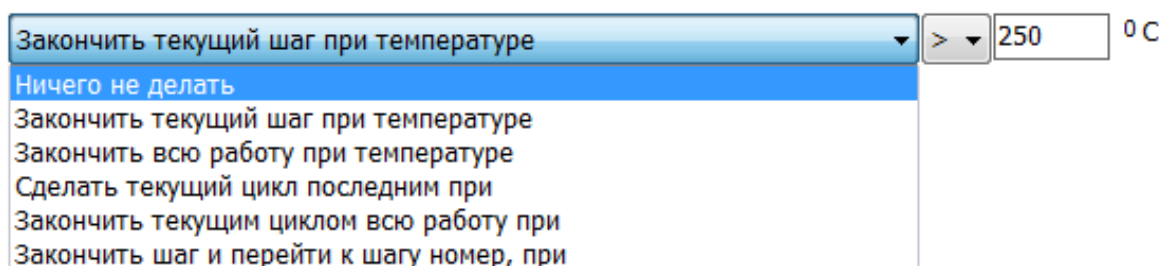 Закончить текущий шаг при температуре > 250 ⁰ C
Ничего не делать
Закончить текущий шаг при температуре
Закончить всю работу при температуре
Сделать текущий цикл последним при
Закончить текущим циклом всю работу при
Закончить шаг и перейти к шагу номер, при